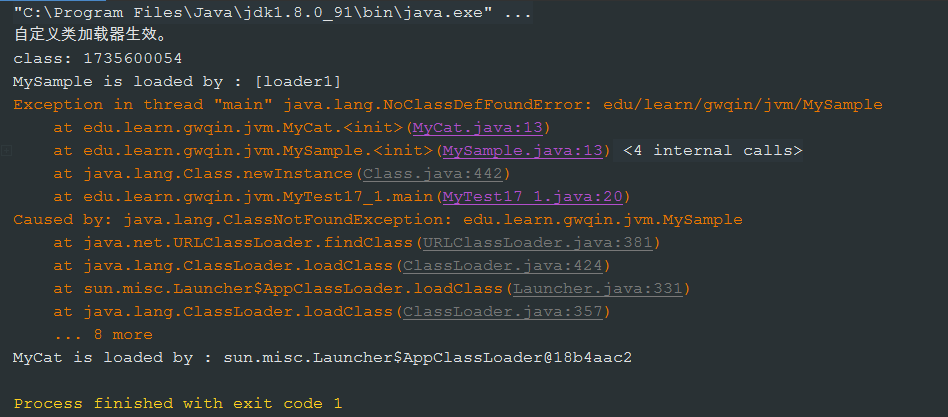 "C:\Program Files\Java\jdk1.8.0_91\bin\java.exe" ...
自定义类加载器生效。
class: 1735600054
MySample is loaded by : [loader1]
Exception in thread "main" java.lang.NoClassDefFoundError: edu/learn/gwqin/jvm/MySample
    at edu.learn.gwqin.jvm.MyCat.<init>(MyCat.java:13)
    at edu.learn.gwqin.jvm.MySample.<init>(MySample.java:13) <4 internal calls>
    at java.lang.Class.newInstance(Class.java:442)
    at edu.learn.gwqin.jvm.MyTest17_1.main(MyTest17_1.java:20)
Caused by: java.lang.ClassNotFoundException: edu.learn.gwqin.jvm.MySample
    at java.net.URLClassLoader.findClass(URLClassLoader.java:381)
    at java.lang.ClassLoader.loadClass(ClassLoader.java:424)
    at sun.misc.Launcher$AppClassLoader.loadClass(Launcher.java:331)
    at java.lang.ClassLoader.loadClass(ClassLoader.java:357)
    ... 8 more
MyCat is loaded by : sun.misc.Launcher$AppClassLoader@18b4aac2
Process finished with exit code 1